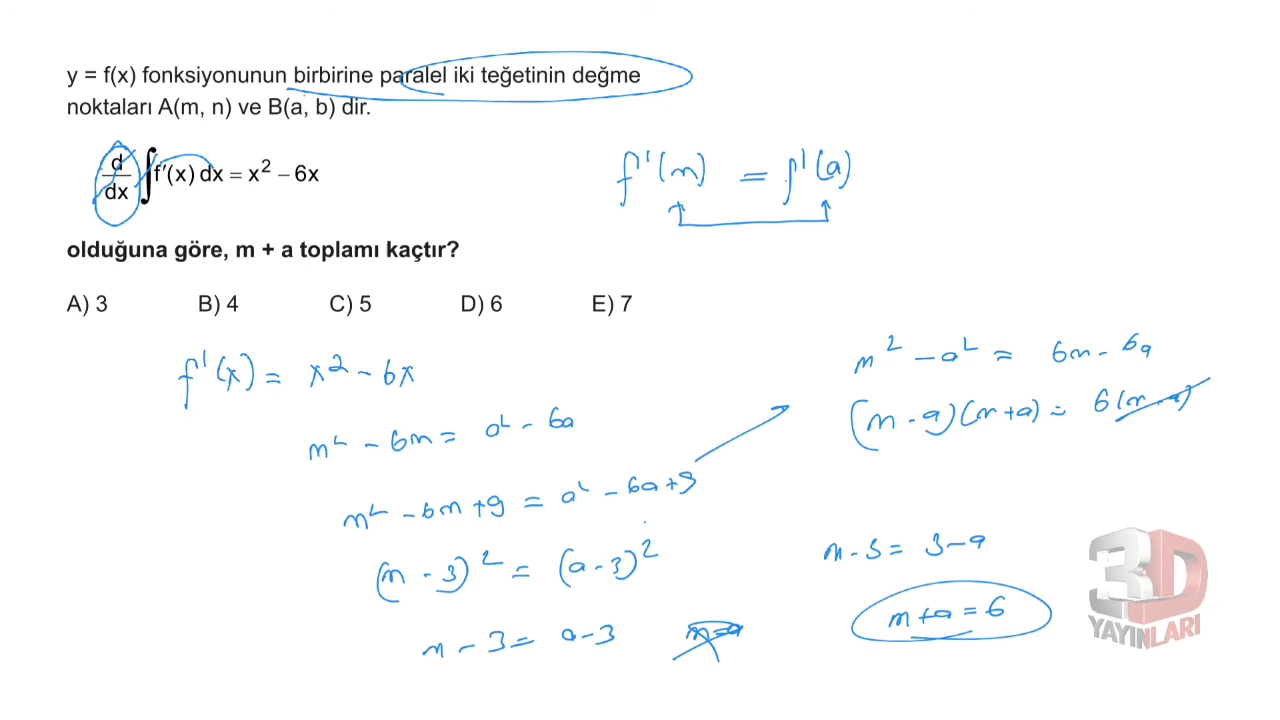 y = f(x) fonksiyonunun birbirine paralel iki teğetinin değme
noktaları A(m, n) ve B(a, b) dir.
d/dx ∫f'(x) dx = x² – 6x
f'(m) = f'(a)
olduğuna göre, m + a toplamı kaçtır?
A) 3 B) 4 C) 5 D) 6 E) 7
f'(x) = x² - 6x
m² - 6m = a² - 6a
m² - 6m + 9 = a² - 6a + 9
(m - 3)² = (a - 3)²
m - 3 = a - 3
m = a
m² - a² = 6m - 6a
(m - a)(m + a) = 6(m - a)
m - 3 = 3 - a
m + a = 6
3D
YAYINLARI